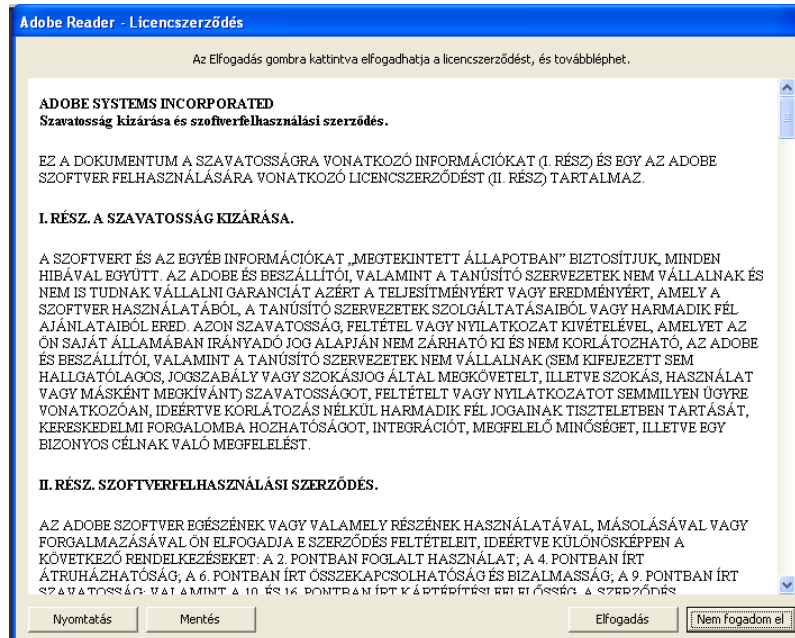 Adobe Reader - Licencszerződés
Az Elfogadás gombra kattintva elfogadhatja a licencszerződést, és továbbléphet.
ADOBE SYSTEMS INCORPORATED
Szavatosság kizárása és szoftverfelhasználási szerződés.
EZ A DOKUMENTUM A SZAVATOSSÁGRA VONATKOZÓ INFORMÁCIÓKAT (I. RÉSZ) ÉS EGY AZ ADOBE
SZOFTVER FELHASZNÁLÁSÁRA VONATKOZÓ LICENCSZERZŐDÉST (II. RÉSZ) TARTALMAZ.
I. RÉSZ. A SZAVATOSSÁG KIZÁRÁSA.
A SZOFTVERT ÉS AZ EGYÉB INFORMÁCIÓKAT „MEGTEKINTETT ÁLLAPOTBAN” BIZTOSÍTJUK, MINDEN
HIBÁVAL EGYÜTT. AZ ADOBE ÉS BESZÁLLÍTÓI, VALAMINT A TANÚSÍTÓ SZERVEZETEK NEM VÁLLALNAK ÉS
NEM IS TUDNAK VÁLLALNI GARANCIÁT AZÉRT A TELJESÍTMÉNYÉRT VAGY EREDMÉNYÉRT, AMELY A
SZOFTVER HASZNÁLATÁBÓL, A TANÚSÍTÓ SZERVEZETEK SZOLGÁLTATÁSAIBÓL VAGY HARMADIK FÉL
AJÁNLATAIBÓL ERED. AZON SZAVATOSSÁG, FELTÉTEL VAGY NYILATKOZAT KIVÉTELÉVEL, AMELYET AZ
ÖN SAJÁT ÁLLAMÁBAN IRÁNYADÓ JOG ALAPJÁN NEM ZÁRHATÓ KI ÉS NEM KORLÁTOZHATÓ, AZ ADOBE
ÉS BESZÁLLÍTÓI, VALAMINT A TANÚSÍTÓ SZERVEZETEK NEM VÁLLALNAK (SEM KIFEJEZETT SEM
HALLGATÓLAGOS, JOGSZABÁLY VAGY SZOKÁSJOG ÁLTAL MEGKÖVETELT, ILLETVE SZOKÁS, HASZNÁLAT
VAGY MÁSKÉNT MEGKÍVÁNT) SZAVATOSSÁGOT, FELTÉTELT VAGY NYILATKOZATOT SEMMILYEN ÜGYRE
VONATKOZÓAN, IDEÉRTVE KORLÁTOZÁS NÉLKÜL HARMADIK FÉL JOGAINAK TISZTELETBEN TARTÁSÁT,
KERESKEDELMI FORGALOMBA HOZHATÓSÁGOT, INTEGRÁCIÓT, MEGFELELŐ MINŐSÉGET, ILLETVE EGY
BIZONYOS CÉLNAK VALÓ MEGFELELÉST.
II. RÉSZ. SZOFTVERFELHASZNÁLÁSI SZERZŐDÉS.
AZ ADOBE SZOFTVER EGÉSZÉNEK VAGY VALAMELY RÉSZÉNEK HASZNÁLATÁVAL, MÁSOLÁSÁVAL VAGY
FORGALMAZÁSÁVAL ÖN ELFOGADJA E SZERZŐDÉS FELTÉTELEIT, IDEÉRTVE KÜLÖNÖSKÉPPEN A
KÖVETKEZŐ RENDELKEZÉSEKET: A 2. PONTBAN FOGLALT HASZNÁLAT; A 4. PONTBAN ÍRT
ÁTRUHÁZHATÓSÁG; A 6. PONTBAN ÍRT ÖSSZEKAPCSOLHATÓSÁG ÉS BIZALMASSÁG; A 9. PONTBAN ÍRT
SZAVATOSSÁG; VALAMINT A 10. ÉS 16. PONTBAN ÍRT KÁRTÉRÍTÉSI FELELŐSSÉG. A SZERZŐDÉS
Nyomtatás Mentés Elfogadás Nem fogadom el